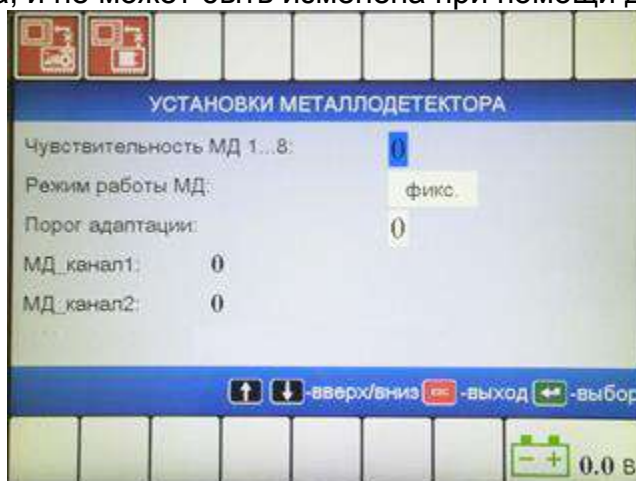 и не может быть изменена при помощи
УСТАНОВКИ МЕТАЛЛОДЕТЕКТОРА
Чувствительность МД 1...8: 0
Режим работы МД: фикс.
Порог адаптации: 0
МД_канал1: 0
МД_канал2: 0
-вверх/вниз ESC -выход -выбор
0.0 В